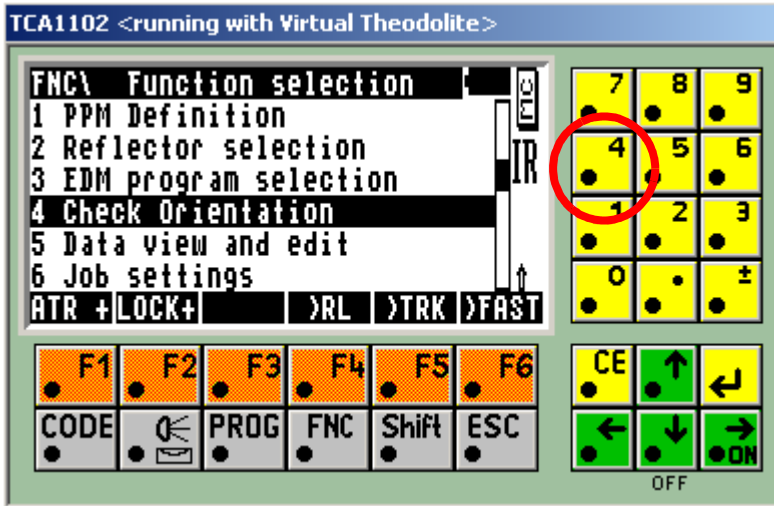 TCA1102 <running with Virtual Theodolite>
FNC\ Function selection
MC
1 PPM Definition
2 Reflector selection
IR
3 EDM program selection
4 Check Orientation
5 Data view and edit
6 Job settings
ATR + LOCK+ >RL >TRK >FAST
7 8 9
4 5 6
1 2 3
0 . ±
F1 F2 F3 F4 F5 F6
CE
CODE PROG FNC Shift ESC
ON
OFF